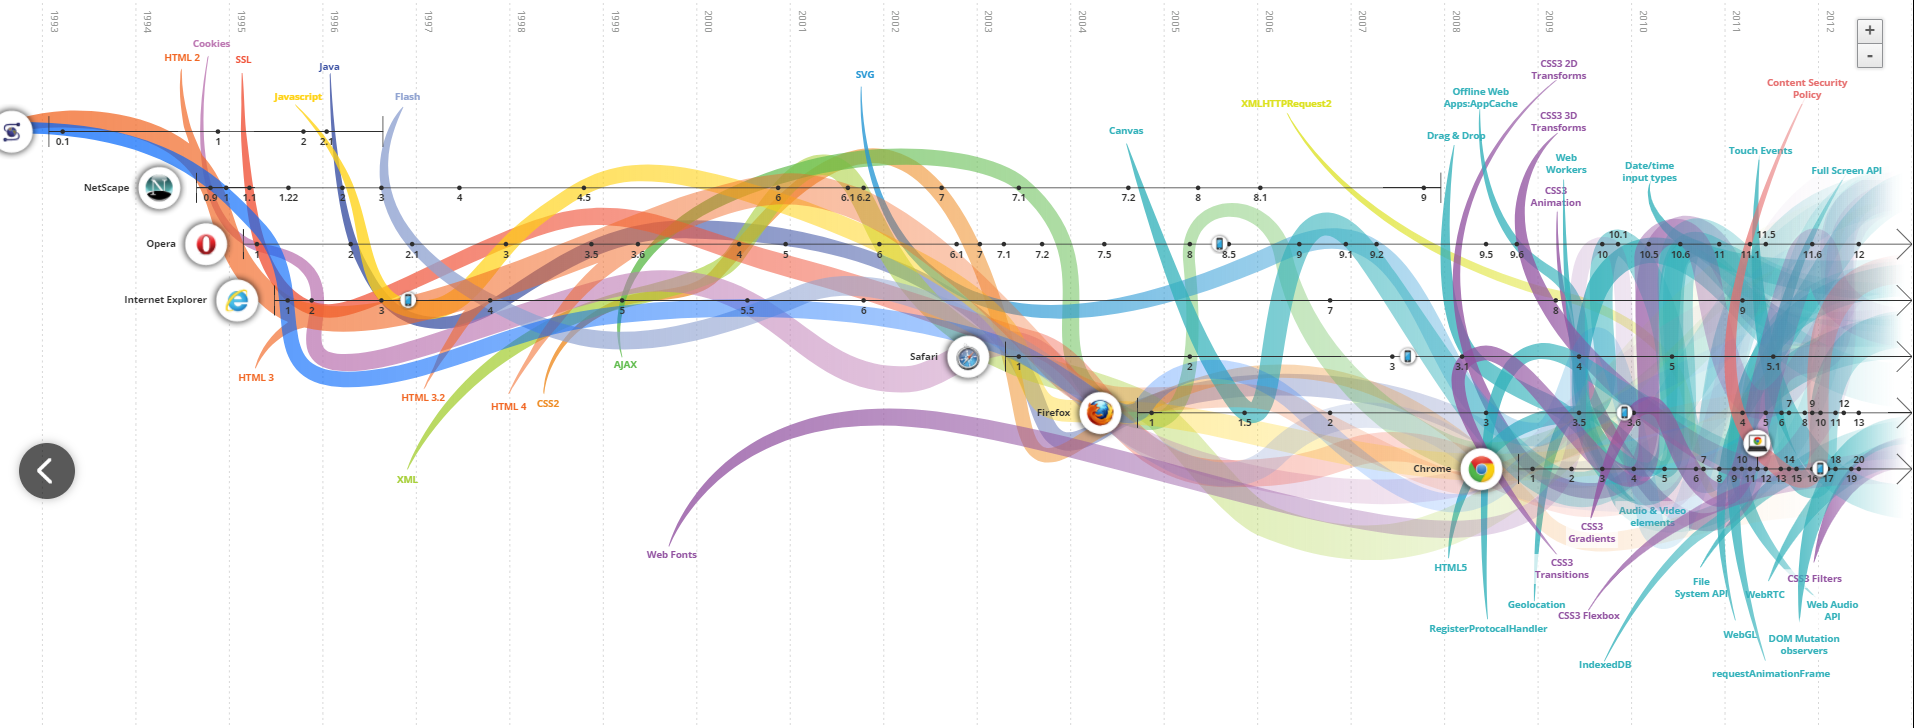 1993
1994
1995
1996
1997
1998
1999
2000
2001
2002
2003
2004
2005
2006
2007
2008
2009
2010
2011
2012
+
-
Cookies
HTML 2
SSL
Java
Javascript
Flash
SVG
Canvas
XMLHTTPRequest2
CSS3 2D
Transforms
Offline Web
Apps:AppCache
CSS3 3D
Transforms
Drag & Drop
Web
Workers
CSS3
Animation
Date/time
input types
Content Security
Policy
Touch Events
Full Screen API
0.1
1
2
2.1
NetScape
0.9
1
1.1
1.22
2
3
4
4.5
6
6.1
6.2
7
7.1
7.2
8
8.1
9
Opera
1
2
2.1
3
3.5
3.6
4
5
6
6.1
7
7.1
7.2
7.5
8
8.5
9
9.1
9.2
9.5
9.6
10
10.1
10.5
10.6
11
11.1
11.5
11.6
12
Internet Explorer
1
2
3
4
5
5.5
6
7
8
9
Safari
1
2
3
3.1
4
5
5.1
Firefox
1
1.5
2
3
3.5
3.6
4
5
6
7
8
9
10
11
12
13
Chrome
1
2
3
4
5
6
7
8
9
10
11
12
13
14
15
16
17
18
19
20
HTML 3
HTML 3.2
HTML 4
CSS2
AJAX
XML
Web Fonts
HTML5
RegisterProtocalHandler
Geolocation
CSS3
Transitions
CSS3
Gradients
CSS3 Flexbox
Audio & Video
elements
IndexedDB
File
System API
WebGL
requestAnimationFrame
WebRTC
CSS3 Filters
Web Audio
API
DOM Mutation
observers